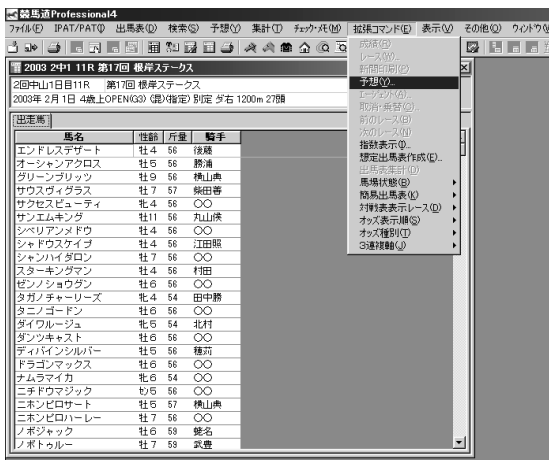 競馬道Professional4
ファイル(F) IPAT/PAT(I) 出馬表(D) 検索(S) 予想(Y) 集計(T) チェック・メモ(M) 拡張コマンド(E) 表示(V) その他(O) ウィンドウ(W)
2003 2中1 11R 第17回 根岸ステークス
2回中山1日目11R 第17回 根岸ステークス
2003年 2月 1日 4歳上OPEN(G3) (混)(指定) 別定 ダ右 1200m 27頭
出走馬
馬名 性齢 斤量 騎手
エンドレスデザート 牡4 56 後藤
オーシャンアクロス 牡5 56 勝浦
グリーンブリッツ 牡9 56 横山典
サウスヴィグラス 牡7 57 柴田善
サクセスビューティ 牝4 56 〇〇
サンエムキング 牡11 56 丸山侯
シベリアンメドウ 牡4 56 〇〇
シャドウスケイプ 牡4 56 江田照
シャンハイダロン 牡7 56 〇〇
スターキングマン 牡4 56 村田
ゼンノショウグン 牡6 56 〇〇
タガノチャーリーズ 牝4 54 田中勝
タニノゴードン 牡6 56 〇〇
ダイワルージュ 牝5 54 北村
ダンツキャスト 牡6 56 〇〇
ディバインシルバー 牡5 56 穂苅
ドラゴンマックス 牡6 56 〇〇
ナムラマイカ 牝6 54 〇〇
ニチドウマジック セン5 56 〇〇
ニホンピロサート 牡5 57 横山典
ニホンピロハーレー 牡7 56 〇〇
ノボジャック 牡6 59 蛯名
ノボトゥルー 牡7 59 武豊
成績(R)
レース(W)...
新聞印刷(P)
予想(Y)...
エージェント(A)...
取消・乗替(C)...
前のレース(B)
次のレース(N)
指数表示(I)...
想定出馬表作成(E)...
出馬表集計(D)
馬場状態(B)
簡易出馬表(K)
対戦表表示レース(D)
オッズ表示順(S)
オッズ種別(T)
3連複軸(J)